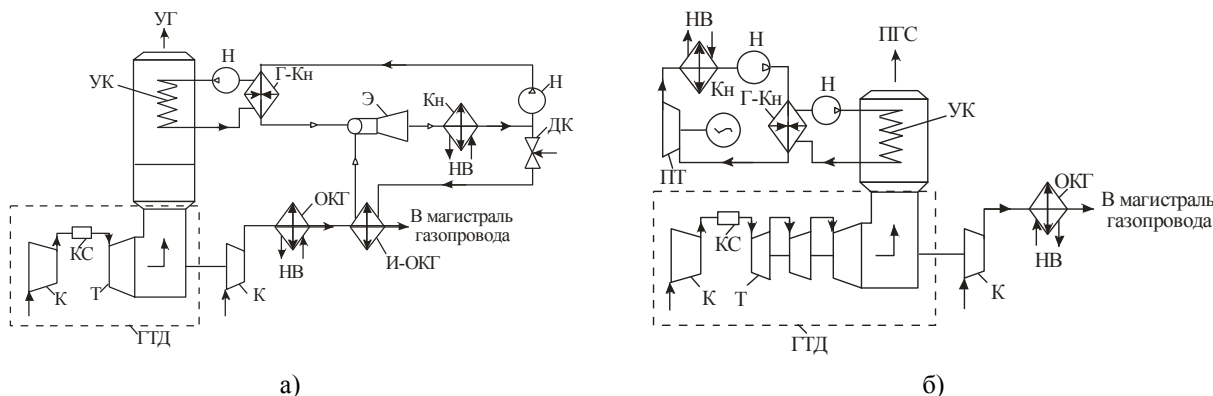 УГ
Н
УК
Г-Кн
Н
Э
Кн
ДК
НВ
ОКГ
В магистраль
газопровода
КС
И-ОКГ
НВ
Т
К
К
ГТД
а)
НВ
ПГС
Н
Кн
Н
Г-Кн
УК
ПТ
ОКГ
В магистраль
газопровода
КС
НВ
К
Т
К
ГТД
б)